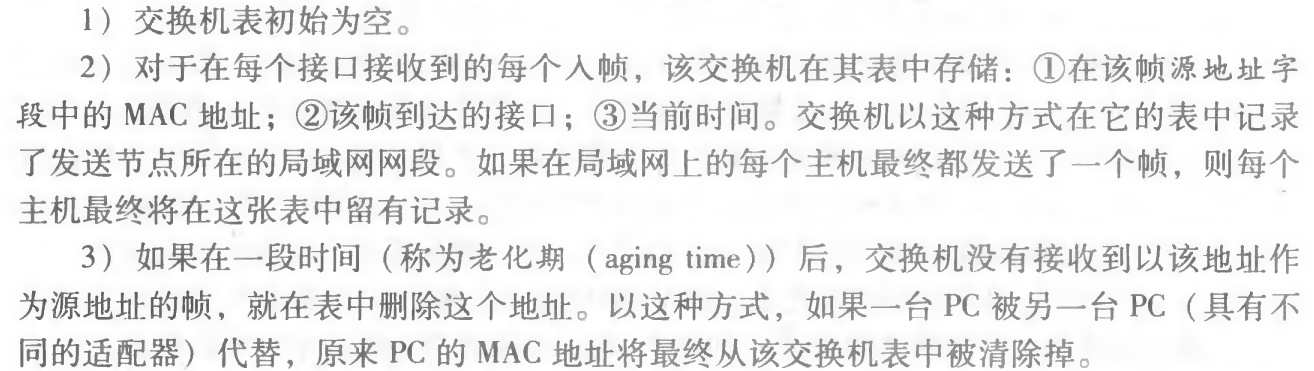 1）交换机表初始为空。
2）对于在每个接口接收到的每个入帧，该交换机在其表中存储：①在该帧源地址字
段中的 MAC 地址；②该帧到达的接口；③当前时间。交换机以这种方式在它的表中记录
了发送节点所在的局域网网段。如果在局域网上的每个主机最终都发送了一个帧，则每个
主机最终将在这张表中留有记录。
3）如果在一段时间（称为老化期（aging time））后，交换机没有接收到以该地址作
为源地址的帧，就在表中删除这个地址。以这种方式，如果一台 PC 被另一台 PC（具有不
同的适配器）代替，原来 PC 的 MAC 地址将最终从该交换机表中被清除掉。